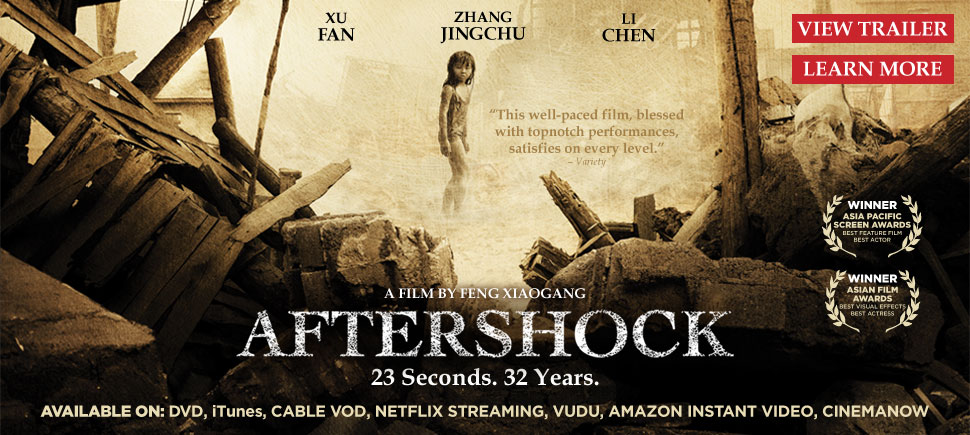 XU
FAN
ZHANG
JINGCHU
LI
CHEN
VIEW TRAILER
LEARN MORE
“This well-paced film, blessed
with topnotch performances,
satisfies on every level.”
– Variety
WINNER
ASIA PACIFIC
SCREEN AWARDS
BEST FEATURE FILM
BEST ACTOR
WINNER
ASIAN FILM
AWARDS
BEST VISUAL EFFECTS
BEST ACTRESS
A FILM BY FENG XIAOGANG
AFTERSHOCK
23 Seconds. 32 Years.
AVAILABLE ON: DVD, iTunes, CABLE VOD, NETFLIX STREAMING, VUDU, AMAZON INSTANT VIDEO, CINEMANOW